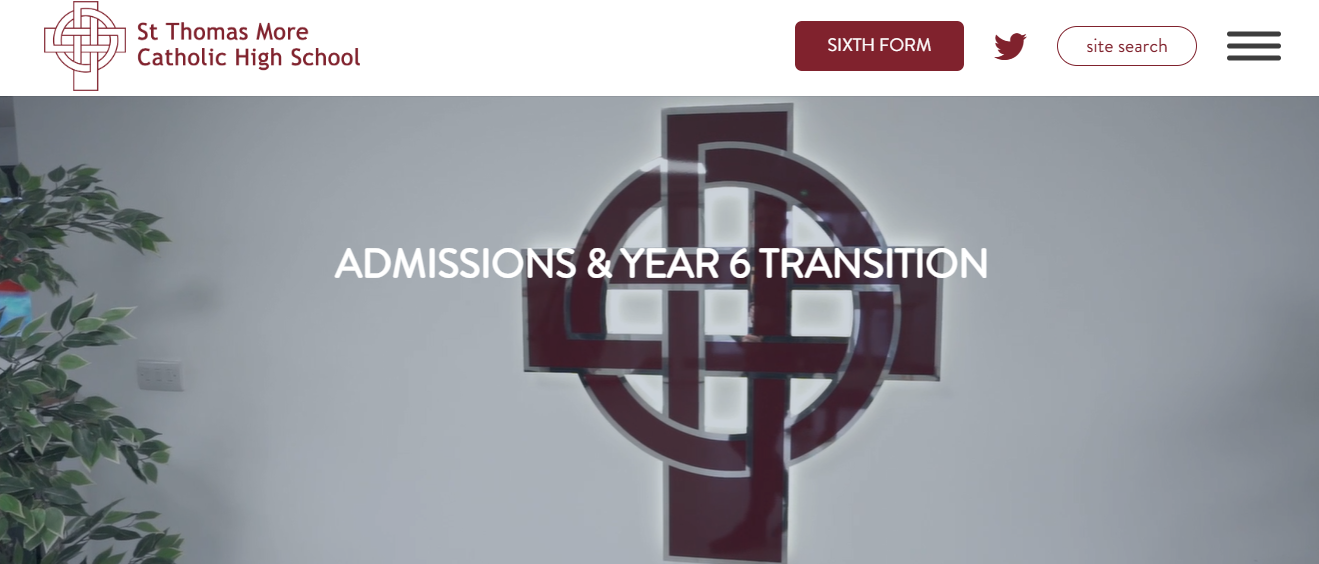 St Thomas More
Catholic High School
SIXTH FORM
site search
ADMISSIONS & YEAR 6 TRANSITION